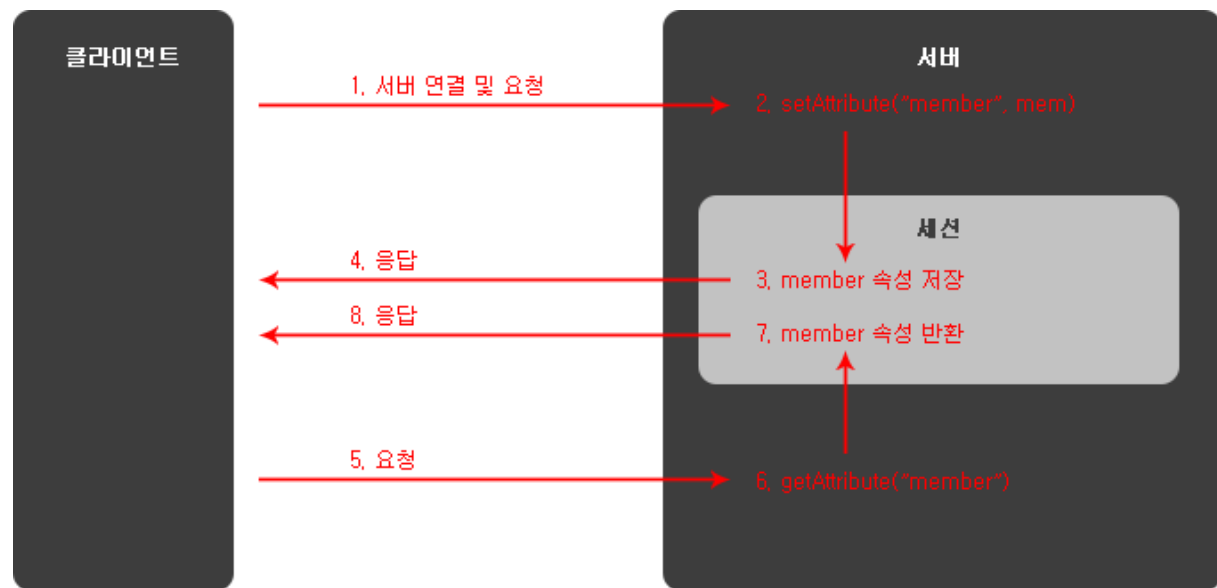 클라이언트
서버
1, 서버 연결 및 요청
2, setAttribute("member", mem)
세션
4, 응답
3, member 속성 저장
8, 응답
7, member 속성 반환
5, 요청
6, getAttribute("member")